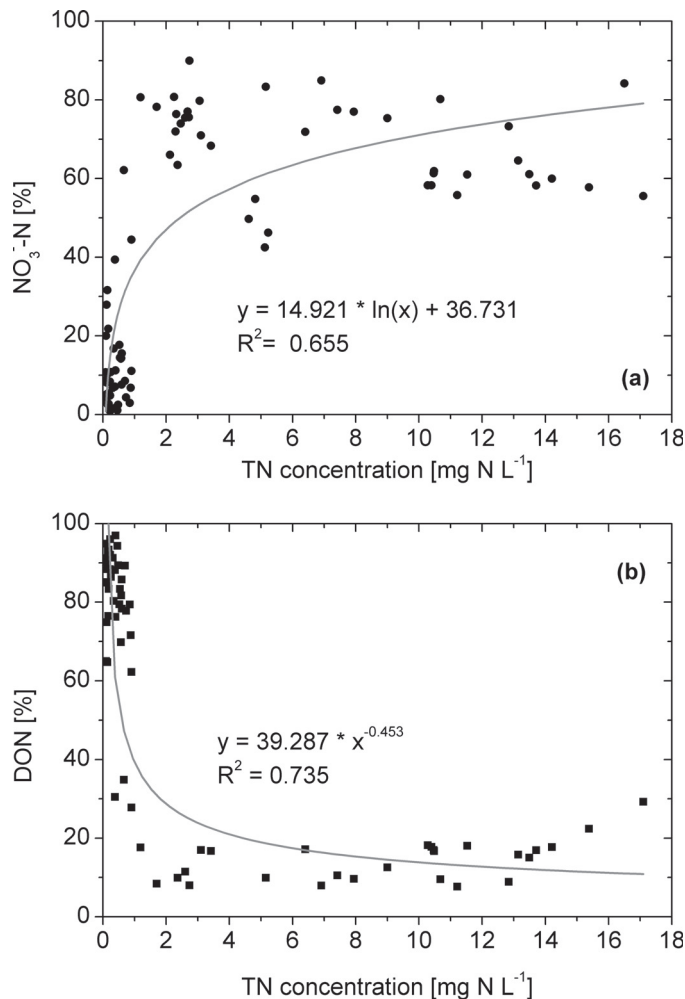 100
80
60
40
20
0
NO₃⁻-N [%]
y = 14.921 * ln(x) + 36.731
R²= 0.655
(a)
0 2 4 6 8 10 12 14 16 18
TN concentration [mg N L⁻¹]
100
80
60
40
20
0
DON [%]
(b)
y = 39.287 * x⁻⁰·⁴⁵³
R² = 0.735
0 2 4 6 8 10 12 14 16 18
TN concentration [mg N L⁻¹]